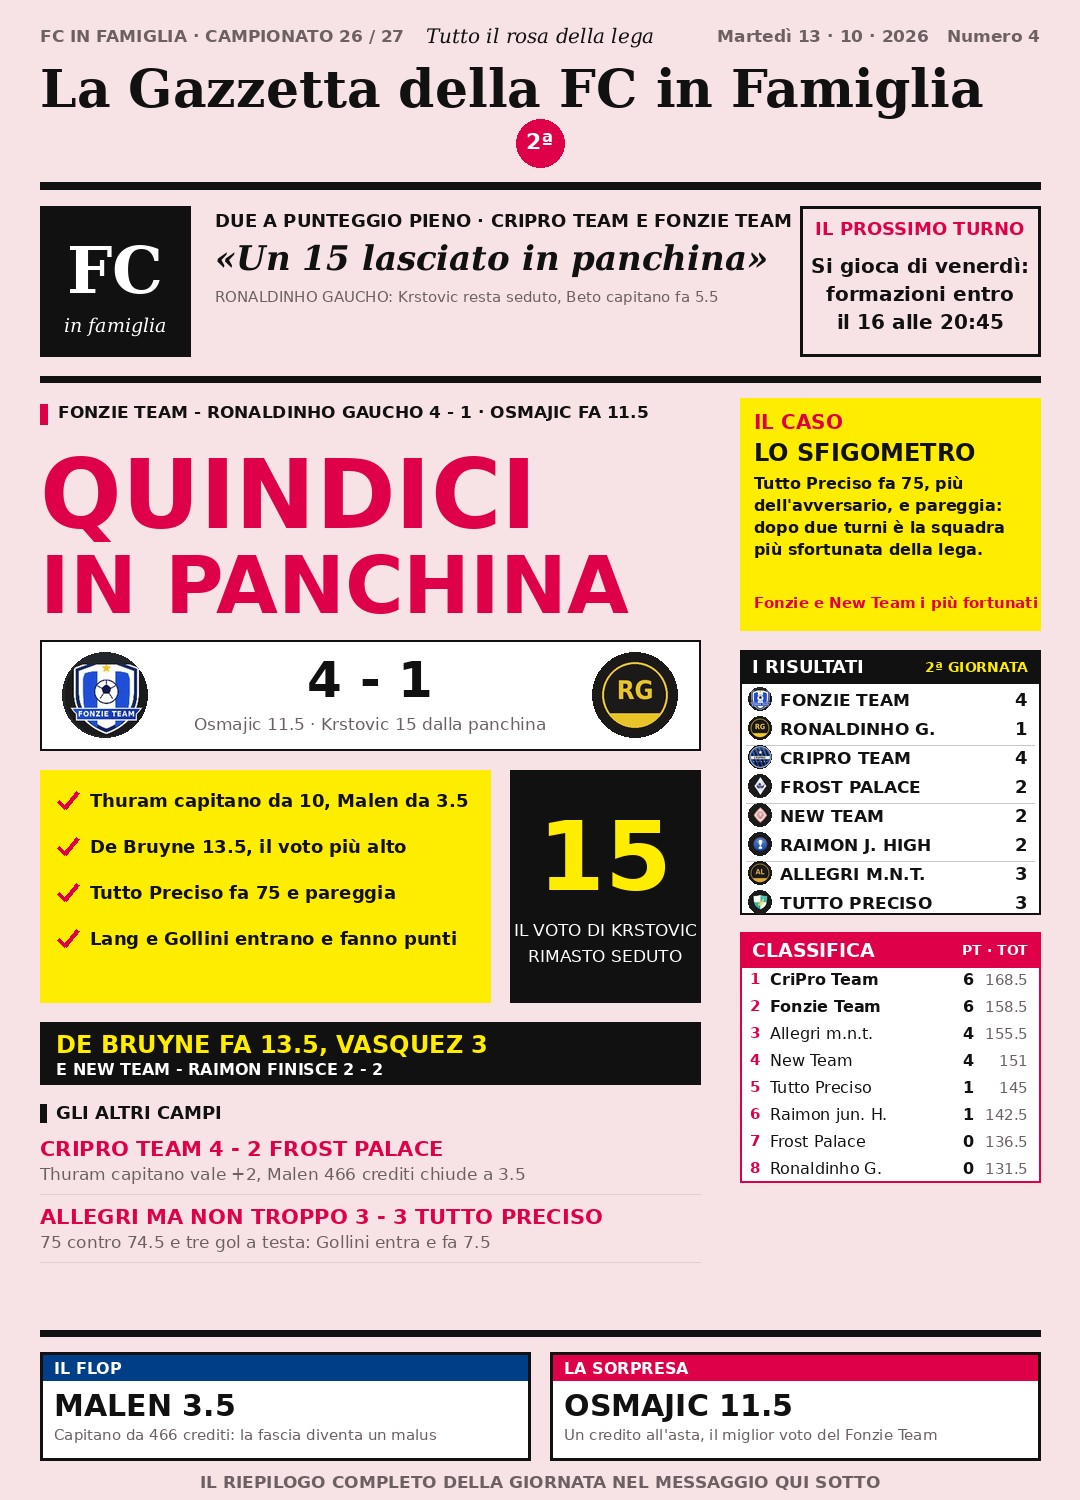 FC IN FAMIGLIA · CAMPIONATO 26 / 27 Tutto il rosa della lega Martedì 13 · 10 · 2026 Numero 4
La Gazzetta della FC in Famiglia
2ª
FC
in famiglia
DUE A PUNTEGGIO PIENO · CRIPRO TEAM E FONZIE TEAM
«Un 15 lasciato in panchina»
RONALDINHO GAUCHO: Krstovic resta seduto, Beto capitano fa 5.5
IL PROSSIMO TURNO
Si gioca di venerdì:
formazioni entro
il 16 alle 20:45
FONZIE TEAM - RONALDINHO GAUCHO 4 - 1 · OSMAJIC FA 11.5
QUINDICI
IN PANCHINA
FONZIE TEAM
4 - 1
Osmajic 11.5 · Krstovic 15 dalla panchina
RG
Thuram capitano da 10, Malen da 3.5
De Bruyne 13.5, il voto più alto
Tutto Preciso fa 75 e pareggia
Lang e Gollini entrano e fanno punti
15
IL VOTO DI KRSTOVIC
RIMASTO SEDUTO
DE BRUYNE FA 13.5, VASQUEZ 3
E NEW TEAM - RAIMON FINISCE 2 - 2
GLI ALTRI CAMPI
CRIPRO TEAM 4 - 2 FROST PALACE
Thuram capitano vale +2, Malen 466 crediti chiude a 3.5
ALLEGRI MA NON TROPPO 3 - 3 TUTTO PRECISO
75 contro 74.5 e tre gol a testa: Gollini entra e fa 7.5
IL CASO
LO SFIGOMETRO
Tutto Preciso fa 75, più
dell'avversario, e pareggia:
dopo due turni è la squadra
più sfortunata della lega.
Fonzie e New Team i più fortunati
I RISULTATI 2ª GIORNATA
FONZIE TEAM 4
RG RONALDINHO G. 1
CRIPRO TEAM 4
FROST PALACE 2
NEW TEAM 2
RAIMON J. HIGH 2
AL ALLEGRI M.N.T. 3
TUTTO PRECISO 3
CLASSIFICA PT · TOT
1 CriPro Team 6 168.5
2 Fonzie Team 6 158.5
3 Allegri m.n.t. 4 155.5
4 New Team 4 151
5 Tutto Preciso 1 145
6 Raimon jun. H. 1 142.5
7 Frost Palace 0 136.5
8 Ronaldinho G. 0 131.5
IL FLOP
MALEN 3.5
Capitano da 466 crediti: la fascia diventa un malus
LA SORPRESA
OSMAJIC 11.5
Un credito all'asta, il miglior voto del Fonzie Team
IL RIEPILOGO COMPLETO DELLA GIORNATA NEL MESSAGGIO QUI SOTTO